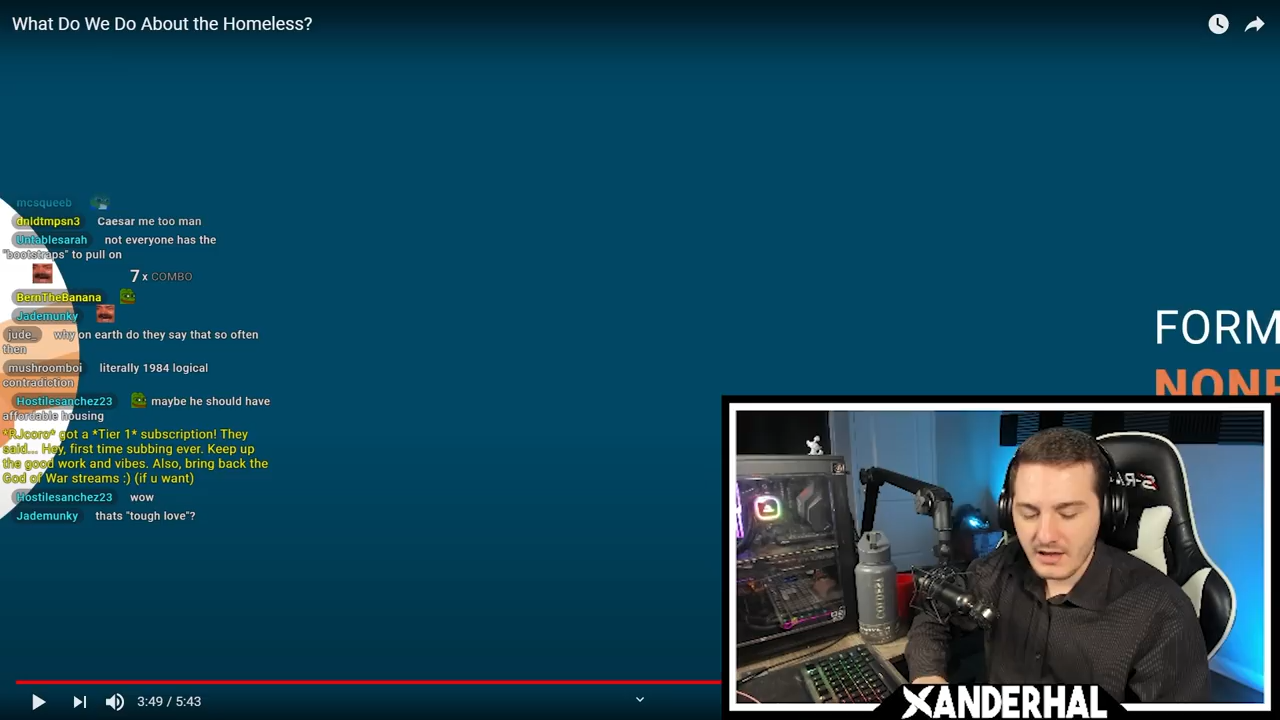 What Do We Do About the Homeless?
mcsqueeb
dnldtmpsn3 Caesar me too man
Unfablesarah not everyone has the
"bootstraps" to pull on
7 x COMBO
BernTheBanana
Jademunky
jude_ why on earth do they say that so often
then
mushroomboi literally 1984 logical
contradiction
Hostilesanchez23 maybe he should have
affordable housing
*RJcoro* got a *Tier 1* subscription! They
said... Hey, first time subbing ever. Keep up
the good work and vibes. Also, bring back the
God of War streams :) (if u want)
Hostilesanchez23 wow
Jademunky thats "tough love"?
FORM
NONE
3:49 / 5:43
XANDERHAL